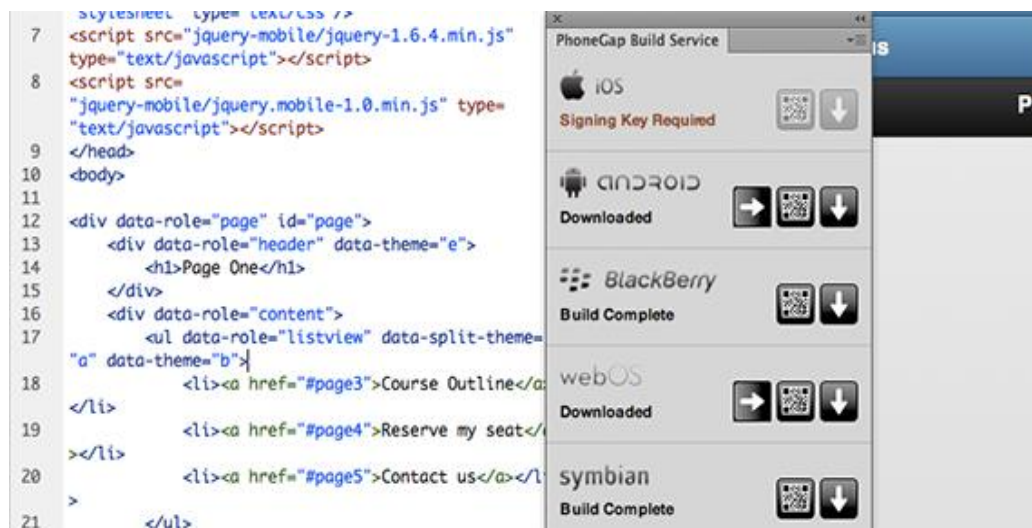 stylesheet" type="text/css" />
7 <script src="jquery-mobile/jquery-1.6.4.min.js"
type="text/javascript"></script>
8 <script src=
"jquery-mobile/jquery.mobile-1.0.min.js" type=
"text/javascript"></script>
9 </head>
10 <body>
11
12 <div data-role="page" id="page">
13 <div data-role="header" data-theme="e">
14 <h1>Page One</h1>
15 </div>
16 <div data-role="content">
17 <ul data-role="listview" data-split-theme=
"a" data-theme="b">
18 <li><a href="#page3">Course Outline</a>
</li>
19 <li><a href="#page4">Reserve my seat</
></li>
20 <li><a href="#page5">Contact us</a></l
>
21 </ul>
PhoneGap Build Service
iOS
Signing Key Required
android
Downloaded
BlackBerry
Build Complete
webOS
Downloaded
symbian
Build Complete
us
P